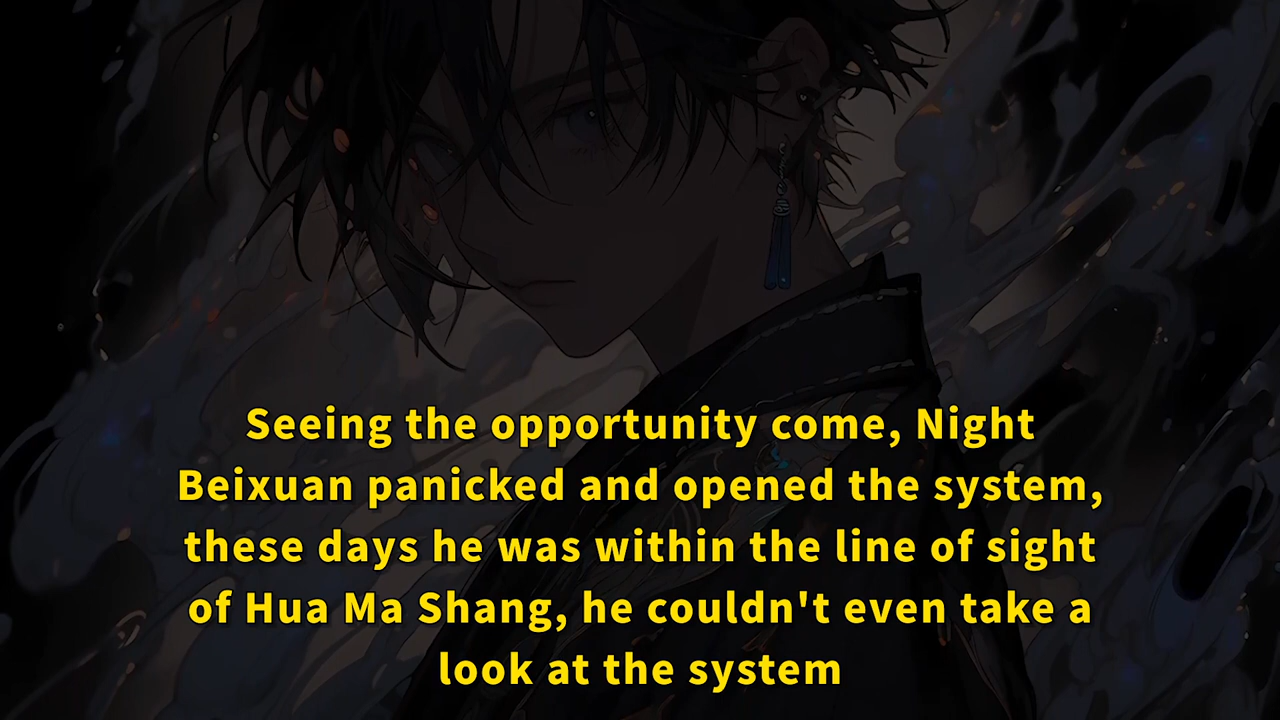 Seeing the opportunity come, Night
Beixuan panicked and opened the system,
these days he was within the line of sight
of Hua Ma Shang, he couldn't even take a
look at the system